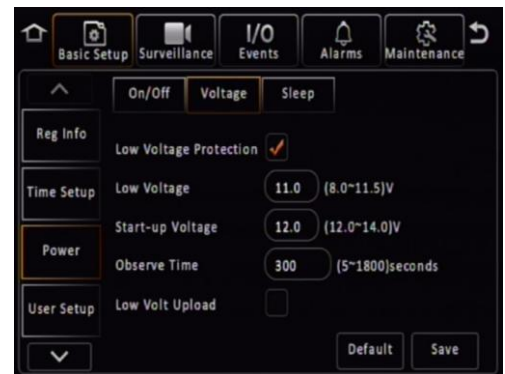 Basic Setup Surveillance I/O Events Alarms Maintenance
On/Off Voltage Sleep
Reg Info
Time Setup
Power
User Setup
Low Voltage Protection
Low Voltage 11.0 (8.0~11.5)V
Start-up Voltage 12.0 (12.0~14.0)V
Observe Time 300 (5~1800)seconds
Low Volt Upload
Default Save